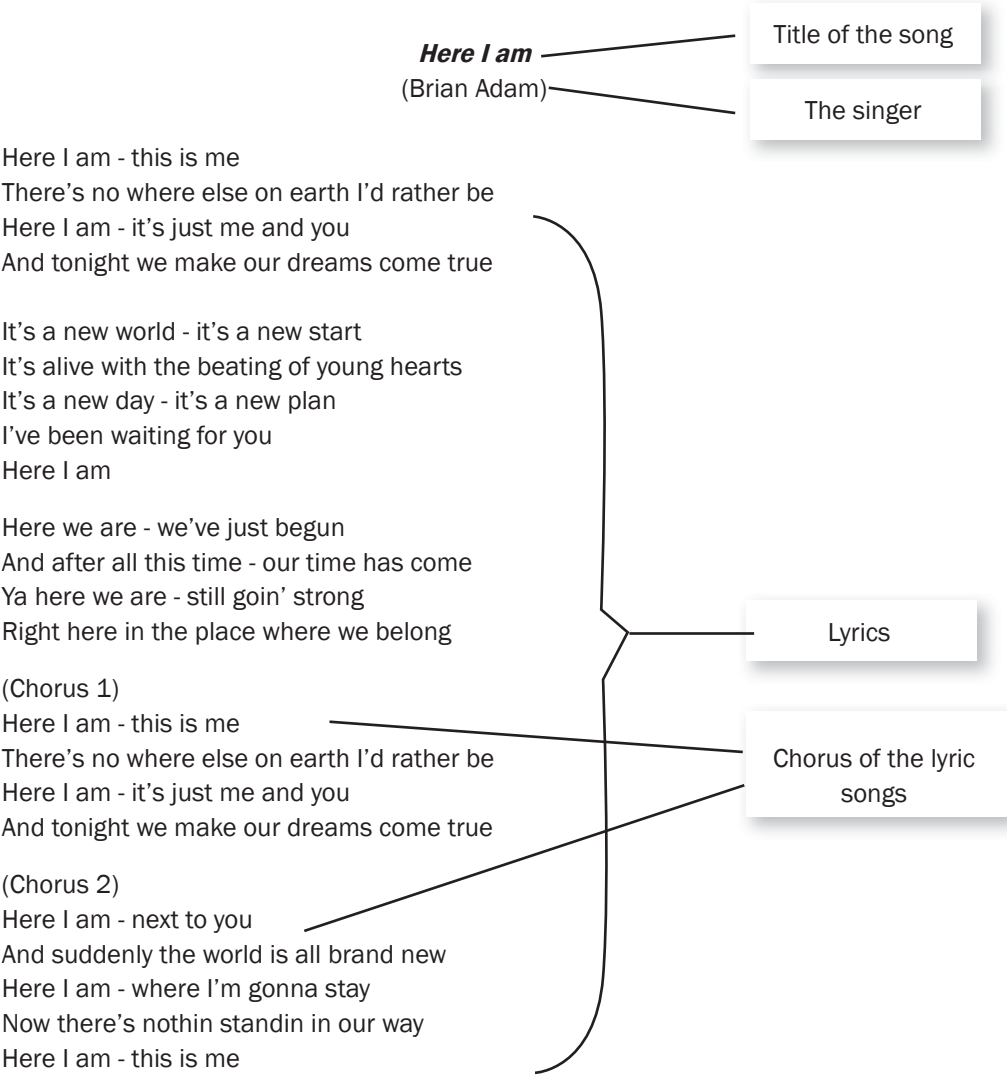 Here I am
(Brian Adam)
Title of the song
The singer
Here I am - this is me
There's no where else on earth I'd rather be
Here I am - it's just me and you
And tonight we make our dreams come true
It's a new world - it's a new start
It's alive with the beating of young hearts
It's a new day - it's a new plan
I've been waiting for you
Here I am
Here we are - we've just begun
And after all this time - our time has come
Ya here we are - still goin' strong
Right here in the place where we belong
Lyrics
(Chorus 1)
Here I am - this is me
There's no where else on earth I'd rather be
Here I am - it's just me and you
And tonight we make our dreams come true
Chorus of the lyric
songs
(Chorus 2)
Here I am - next to you
And suddenly the world is all brand new
Here I am - where I'm gonna stay
Now there's nothin standin in our way
Here I am - this is me